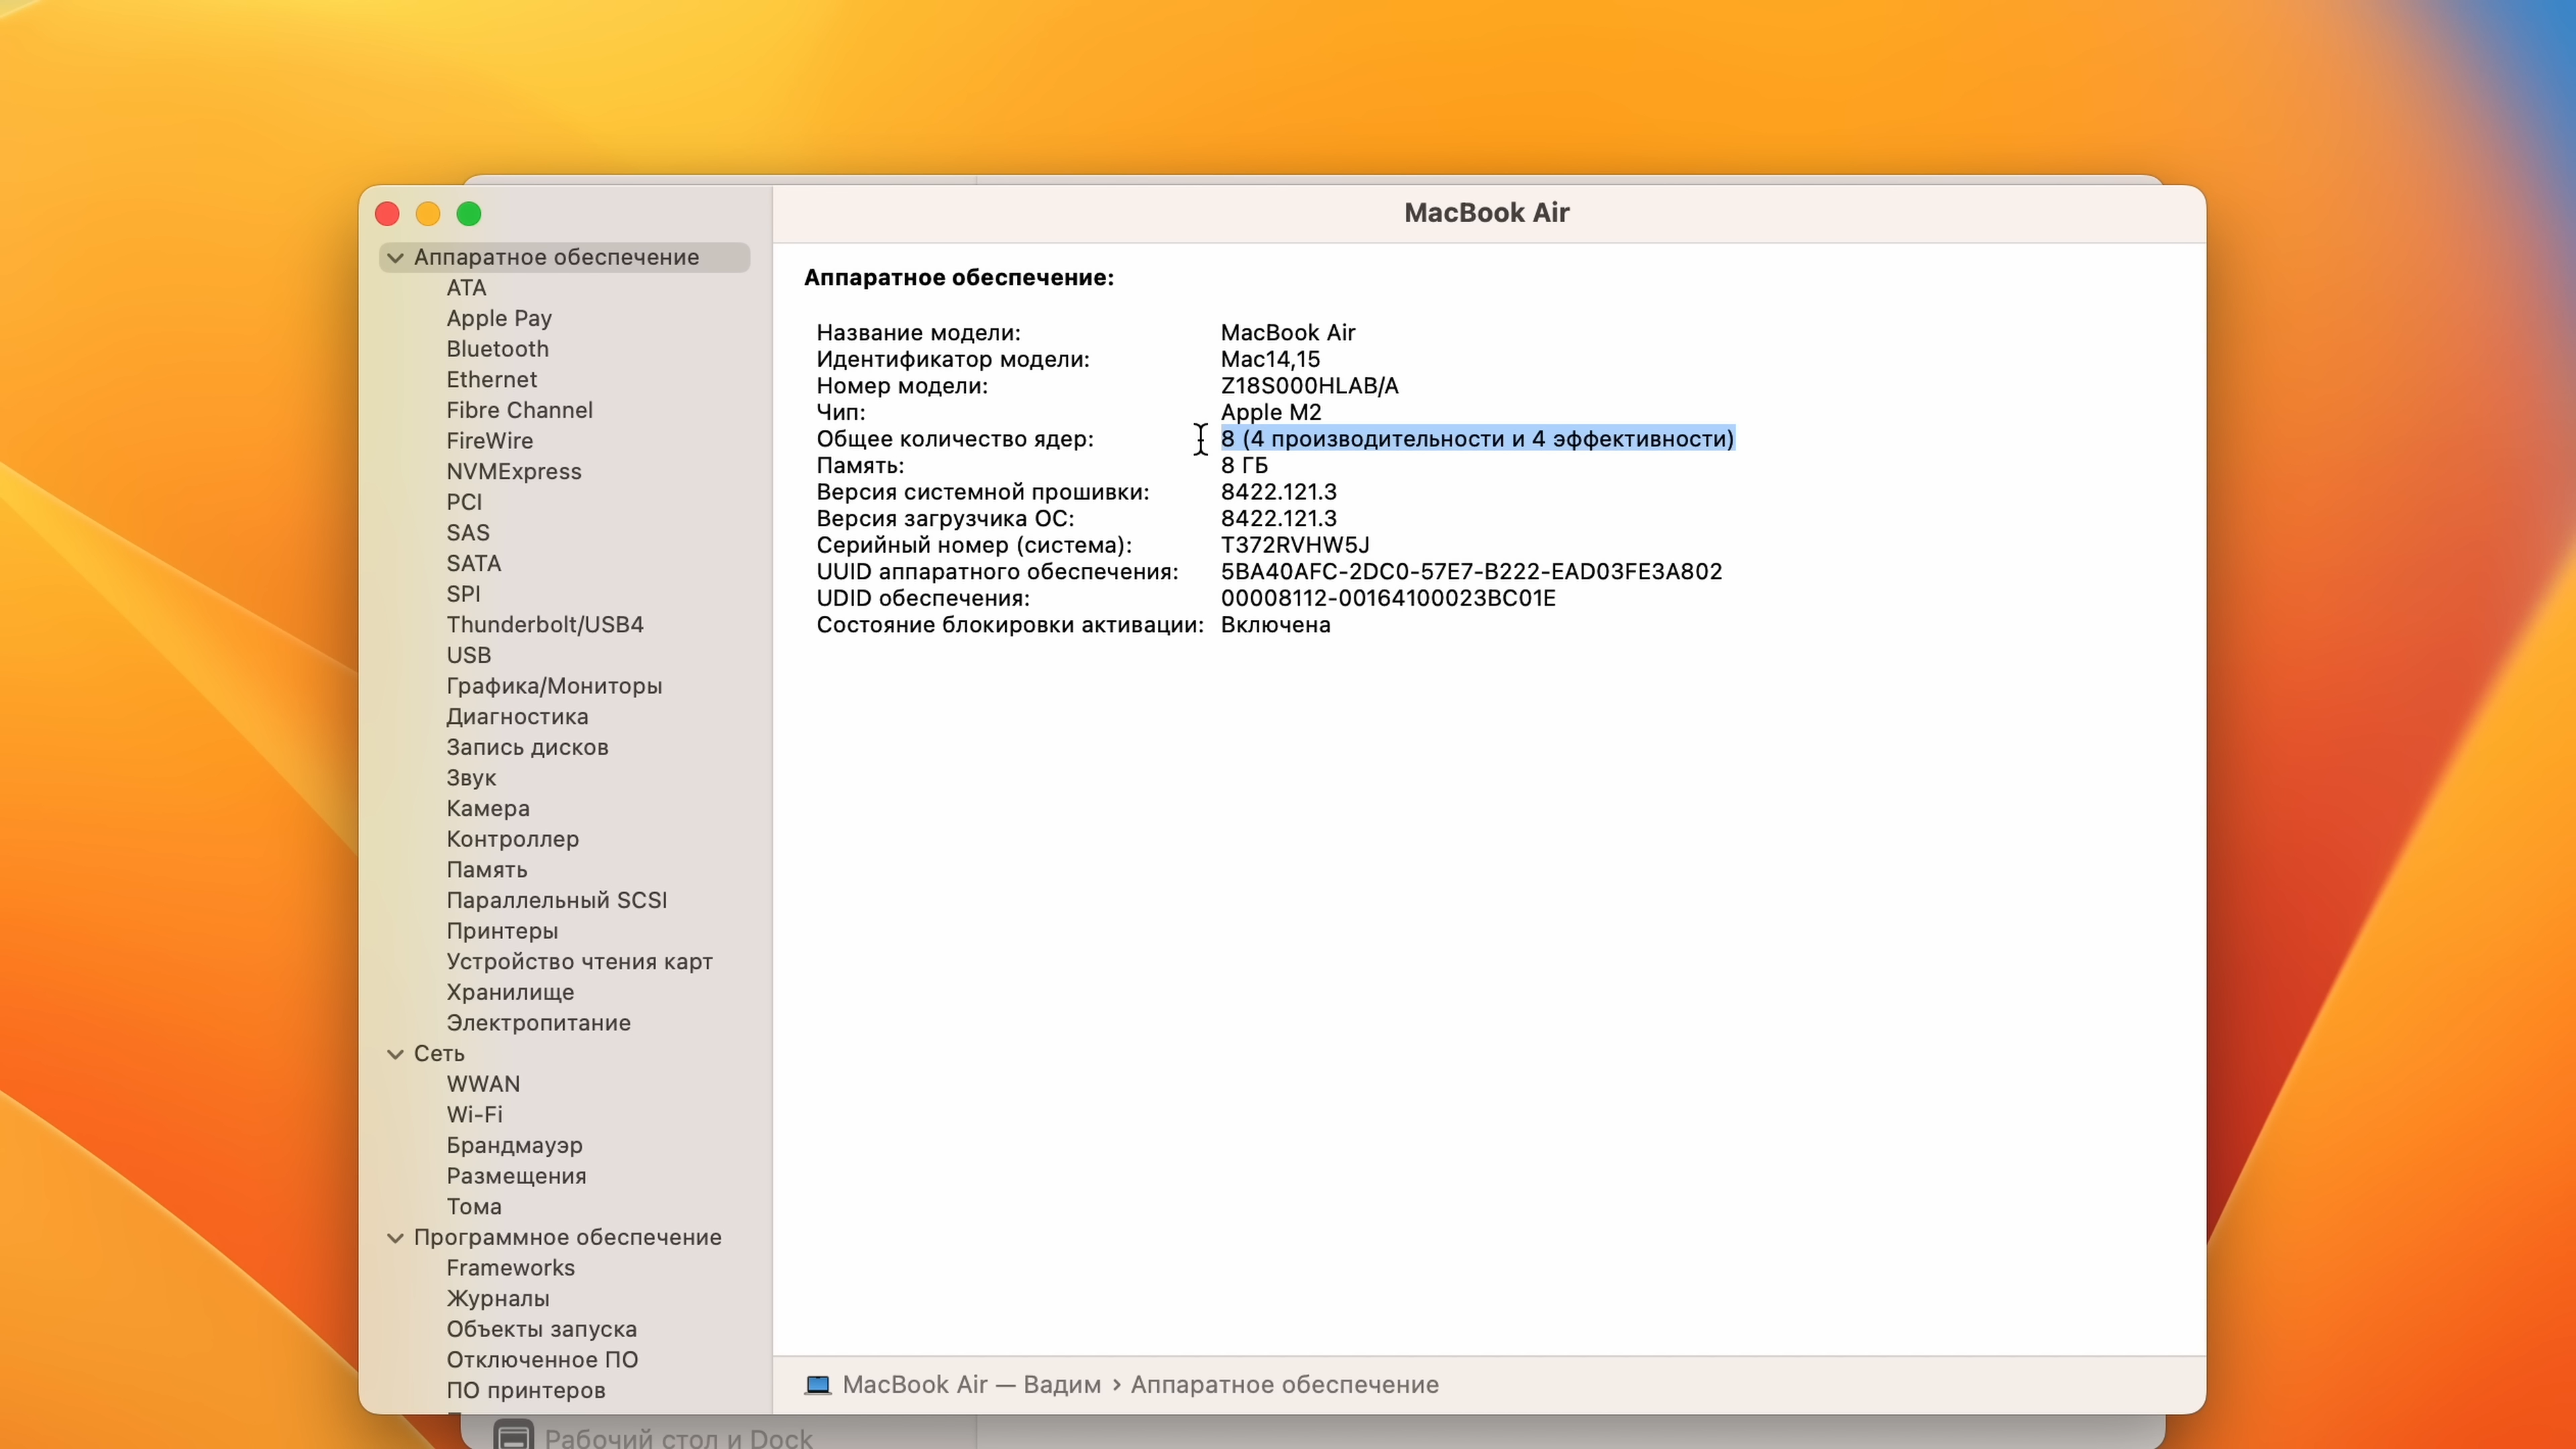 MacBook Air
Аппаратное обеспечение
ATA
Apple Pay
Bluetooth
Ethernet
Fibre Channel
FireWire
NVMExpress
PCI
SAS
SATA
SPI
Thunderbolt/USB4
USB
Графика/Мониторы
Диагностика
Запись дисков
Звук
Камера
Контроллер
Память
Параллельный SCSI
Принтеры
Устройство чтения карт
Хранилище
Электропитание
Сеть
WWAN
Wi-Fi
Брандмауэр
Размещения
Тома
Программное обеспечение
Frameworks
Журналы
Объекты запуска
Отключенное ПО
ПО принтеров
Аппаратное обеспечение:
Название модели: MacBook Air
Идентификатор модели: Mac14,15
Номер модели: Z18S000HLAB/A
Чип: Apple M2
Общее количество ядер: 8 (4 производительности и 4 эффективности)
Память: 8 ГБ
Версия системной прошивки: 8422.121.3
Версия загрузчика ОС: 8422.121.3
Серийный номер (система): T372RVHW5J
UUID аппаратного обеспечения: 5BA40AFC-2DC0-57E7-B222-EAD03FE3A802
UDID обеспечения: 00008112-00164100023BC01E
Состояние блокировки активации: Включена
MacBook Air — Вадим › Аппаратное обеспечение
Рабочий стол и Dock